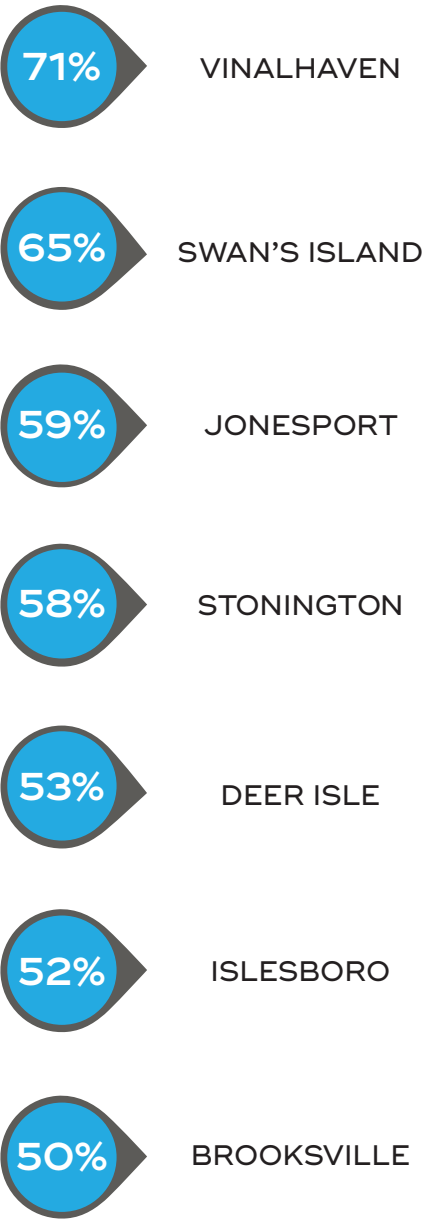 71% VINALHAVEN
65% SWAN’S ISLAND
59% JONESPORT
58% STONINGTON
53% DEER ISLE
52% ISLESBORO
50% BROOKSVILLE